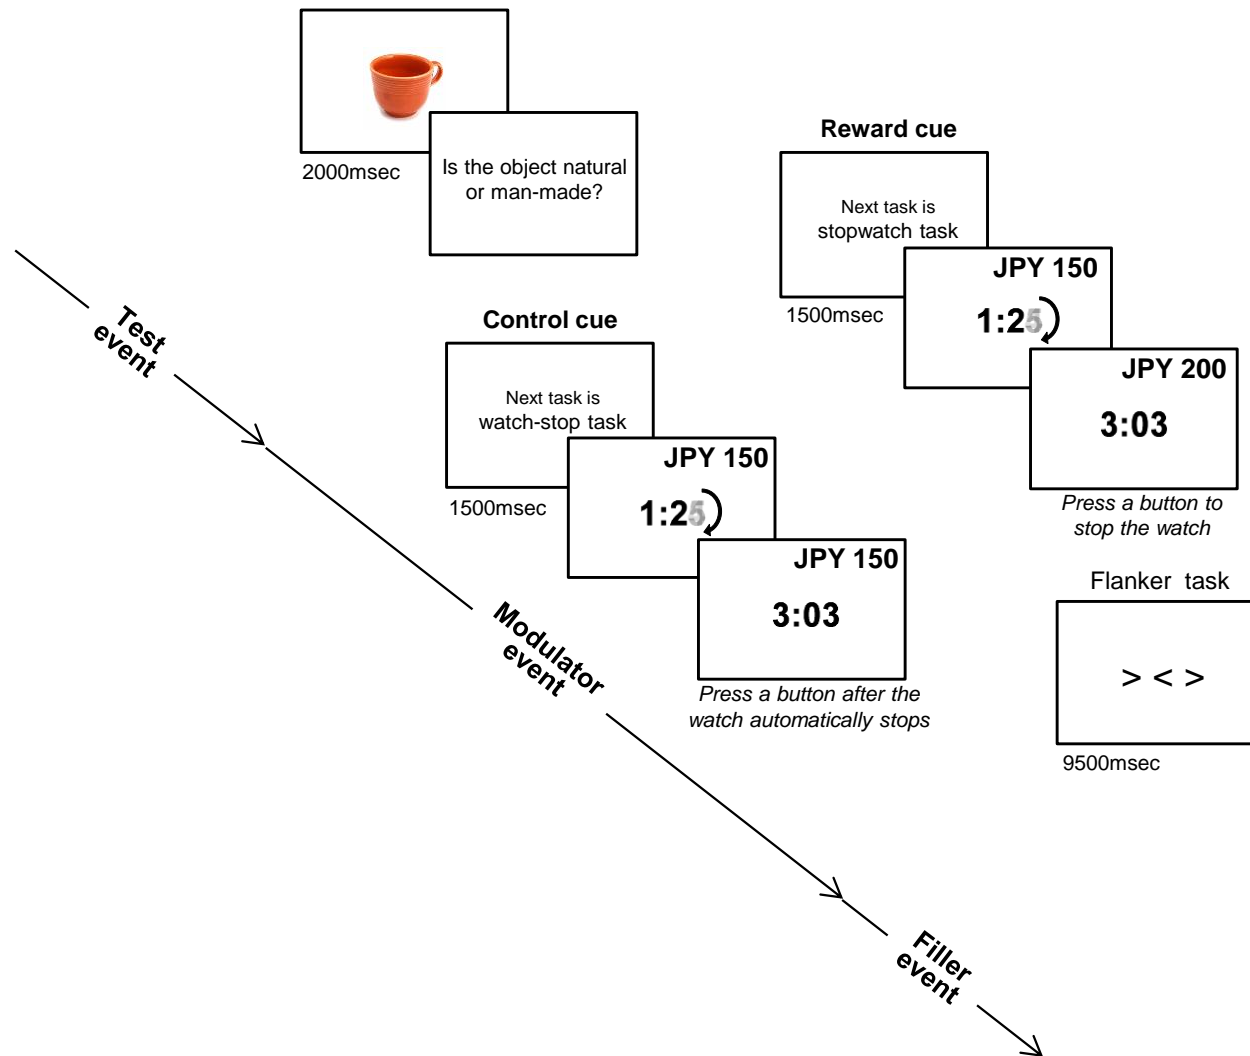 2000msec
Is the object natural
or man-made?
Reward cue
Next task is
stopwatch task
1500msec
JPY 150
1:25
JPY 200
3:03
Press a button to
stop the watch
Test
event
Control cue
Next task is
watch-stop task
1500msec
JPY 150
1:25
JPY 150
3:03
Press a button after the
watch automatically stops
Modulator
event
Flanker task
> < >
9500msec
Filler
event